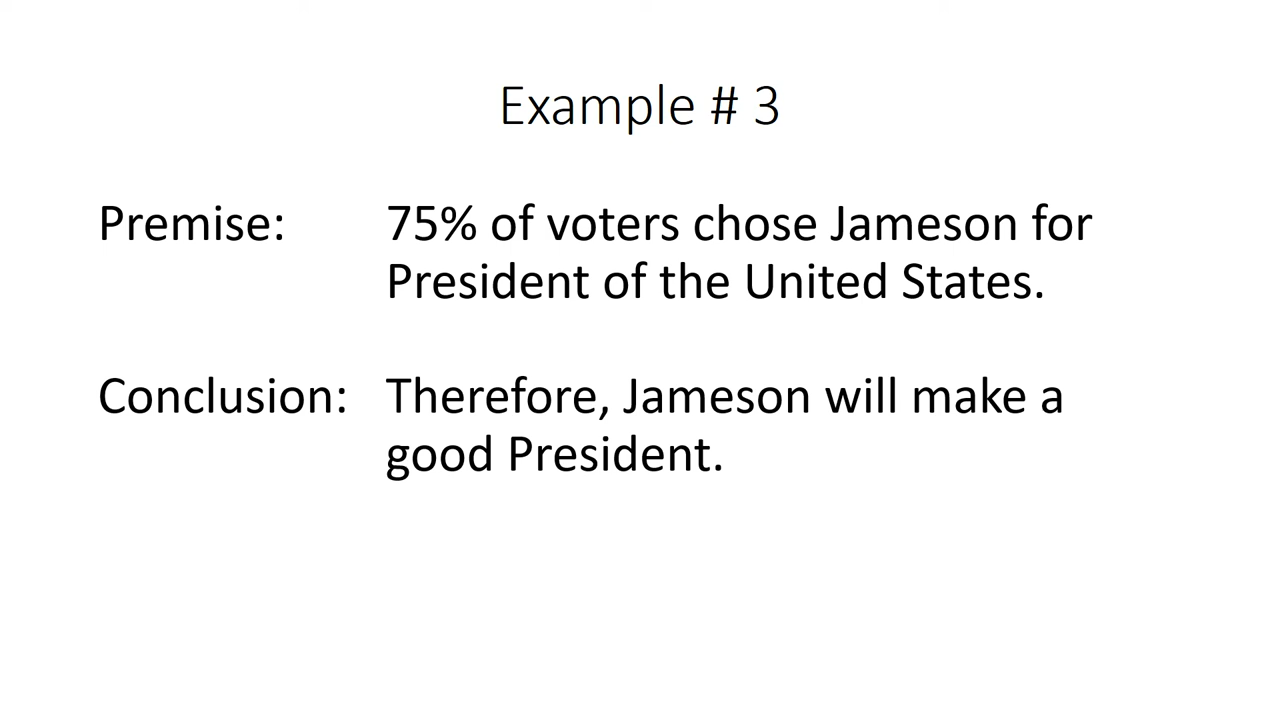 Example # 3
Premise: 75% of voters chose Jameson for
President of the United States.
Conclusion: Therefore, Jameson will make a
good President.